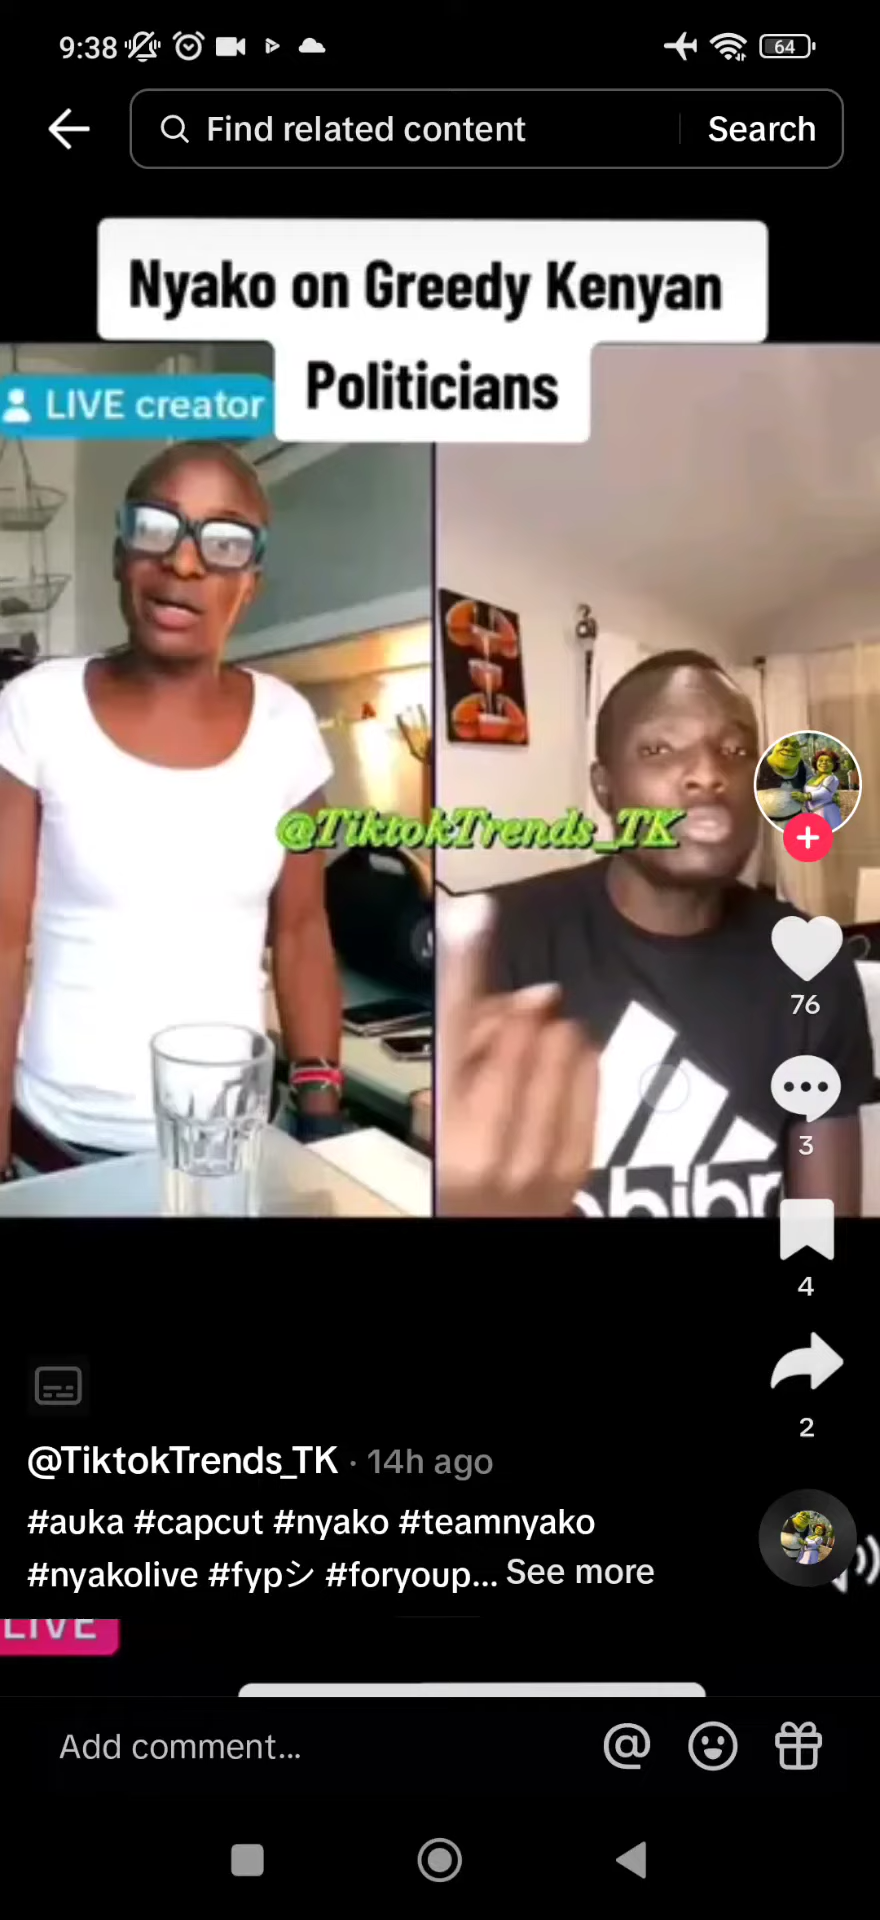 9:38
64
Find related content
Search
Nyako on Greedy Kenyan
Politicians
LIVE creator
@TiktokTrends_TK
76
3
4
2
@TiktokTrends_TK · 14h ago
#auka #capcut #nyako #teamnyako
#nyakolive #fypシ #foryoup... See more
LIVE
Add comment...